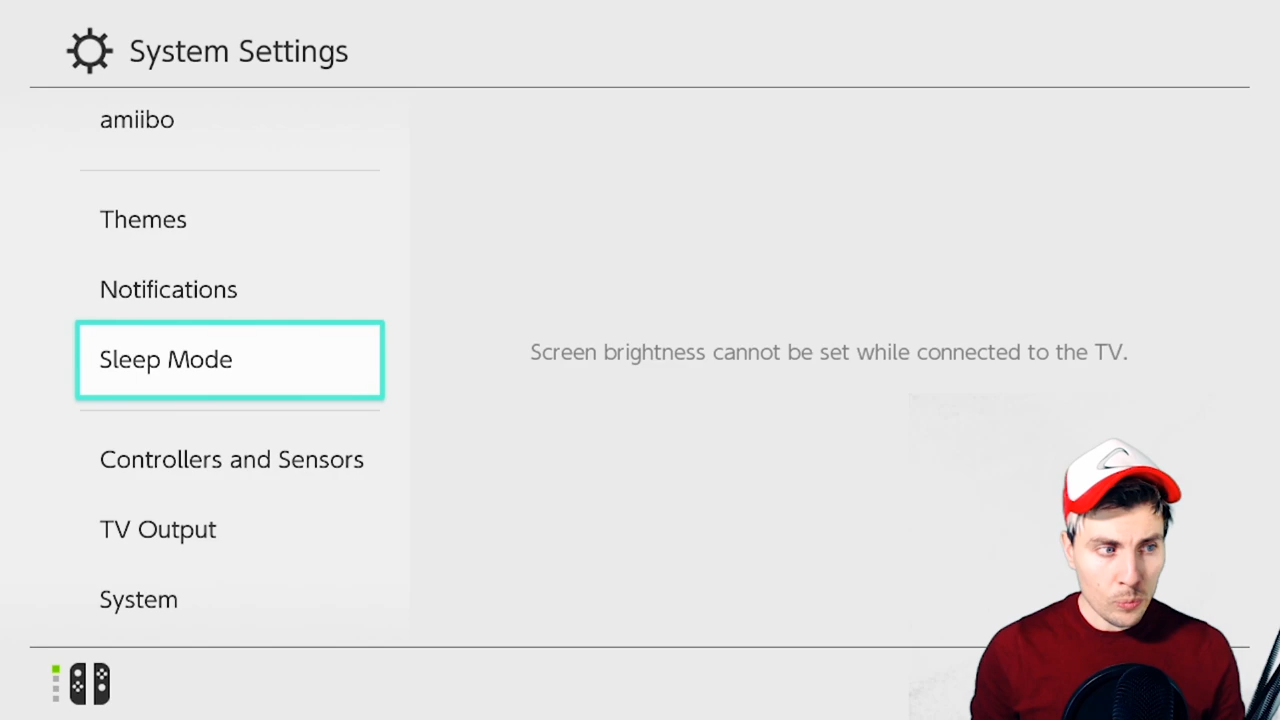 System Settings
amiibo
Themes
Notifications
Sleep Mode
Screen brightness cannot be set while connected to the TV.
Controllers and Sensors
TV Output
System